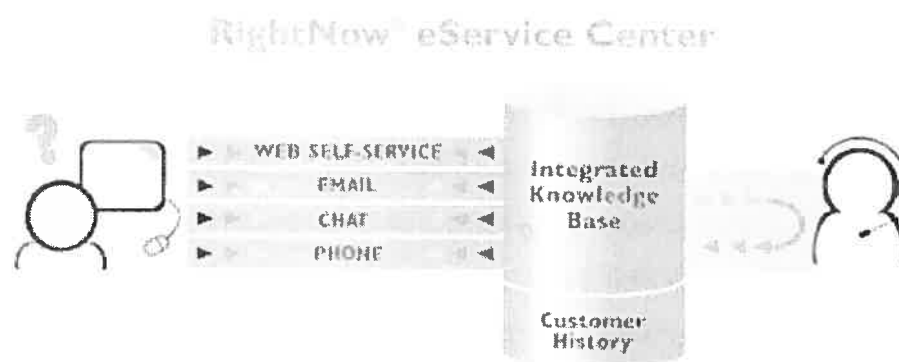 RightNow® eService Center
?
WEB SELF-SERVICE
EMAIL
CHAT
PHONE
Integrated
Knowledge
Base
Customer
History